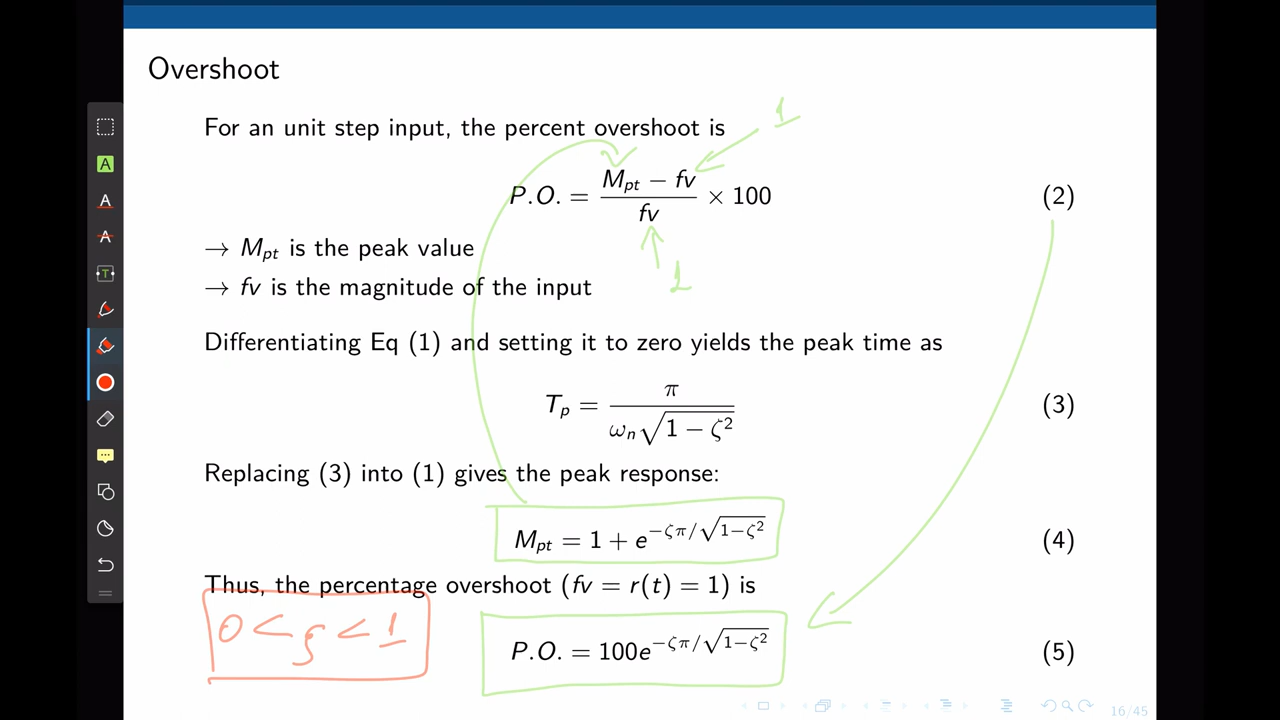 Overshoot
For an unit step input, the percent overshoot is
1
P.O. = (M_pt − fv) / fv × 100 (2)
→ M_pt is the peak value
1
→ fv is the magnitude of the input
Differentiating Eq (1) and setting it to zero yields the peak time as
T_p = π / (ω_n √(1 − ζ²)) (3)
Replacing (3) into (1) gives the peak response:
M_pt = 1 + e^(−ζπ/√(1−ζ²)) (4)
Thus, the percentage overshoot (fv = r(t) = 1) is
0 < ζ < 1
P.O. = 100e^(−ζπ/√(1−ζ²)) (5)
16/45
A
A
A
T